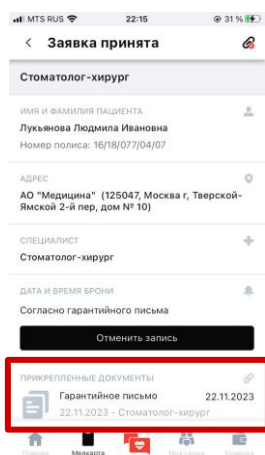 MTS RUS 22:15 31 %
Заявка принята
Стоматолог-хирург
ИМЯ И ФАМИЛИЯ ПАЦИЕНТА
Лукьянова Людмила Ивановна
Номер полиса: 16/18/077/04/07
АДРЕС
АО "Медицина" (125047, Москва г, Тверской-
Ямской 2-й пер, дом № 10)
СПЕЦИАЛИСТ
Стоматолог-хирург
ДАТА И ВРЕМЯ БРОНИ
Согласно гарантийного письма
Отменить запись
ПРИКРЕПЛЕННЫЕ ДОКУМЕНТЫ
Гарантийное письмо 22.11.2023
22.11.2023 - Стоматолог-хирург
Главная Медкарта